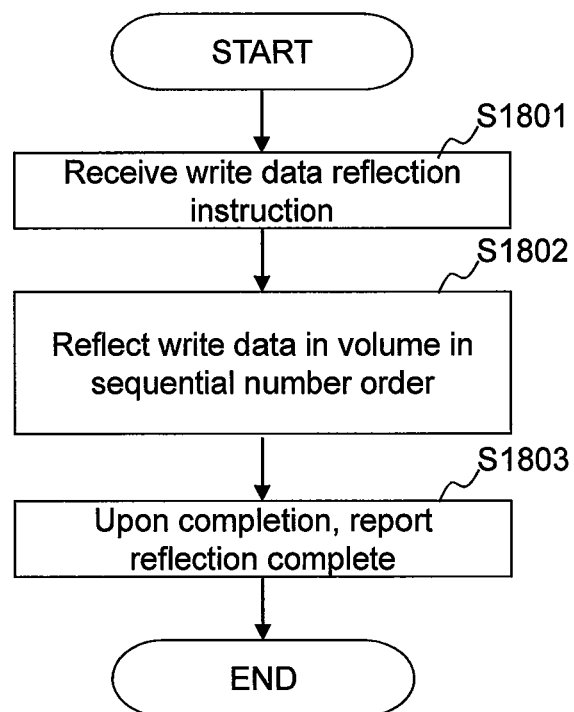 START
S1801
Receive write data reflection
instruction
S1802
Reflect write data in volume in
sequential number order
S1803
Upon completion, report
reflection complete
END